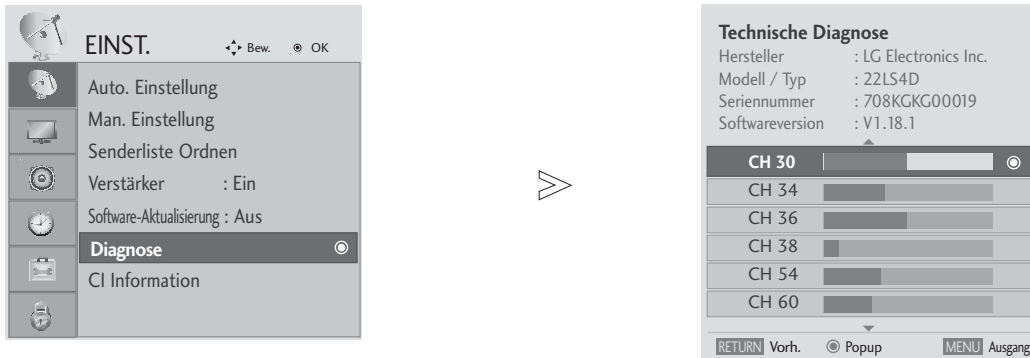 EINST. Bew. OK
Auto. Einstellung
Man. Einstellung
Senderliste Ordnen
Verstärker : Ein
Software-Aktualisierung : Aus
Diagnose
CI Information
Technische Diagnose
Hersteller : LG Electronics Inc.
Modell / Typ : 22LS4D
Seriennummer : 708KGKG00019
Softwareversion : V1.18.1
CH 30
CH 34
CH 36
CH 38
CH 54
CH 60
RETURN Vorh. Popup MENU Ausgang